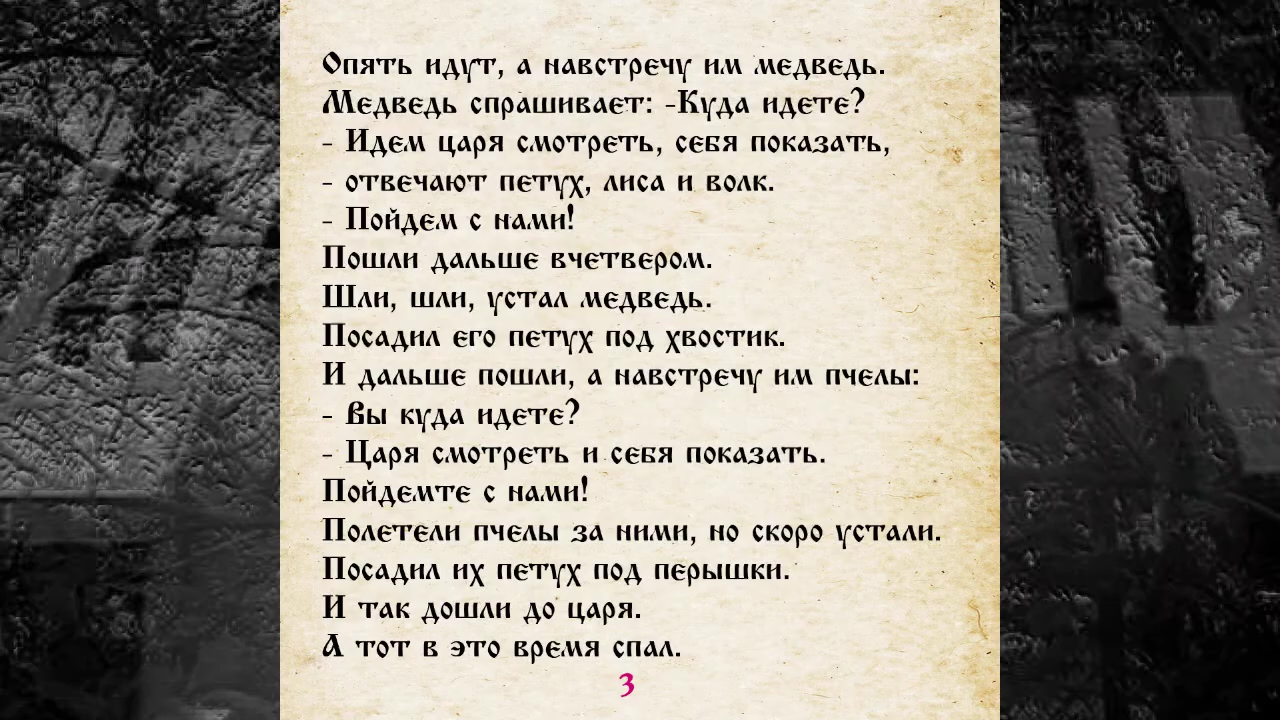 Опять идут, а навстречу им медведь.
Медведь спрашивает: -Куда идете?
- Идем царя смотреть, себя показать,
- отвечают петух, лиса и волк.
- Пойдем с нами!
Пошли дальше вчетвером.
Шли, шли, устал медведь.
Посадил его петух под хвостик.
И дальше пошли, а навстречу им пчелы:
- Вы куда идете?
- Царя смотреть и себя показать.
Пойдемте с нами!
Полетели пчелы за ними, но скоро устали.
Посадил их петух под перышки.
И так дошли до царя.
А тот в это время спал.
3